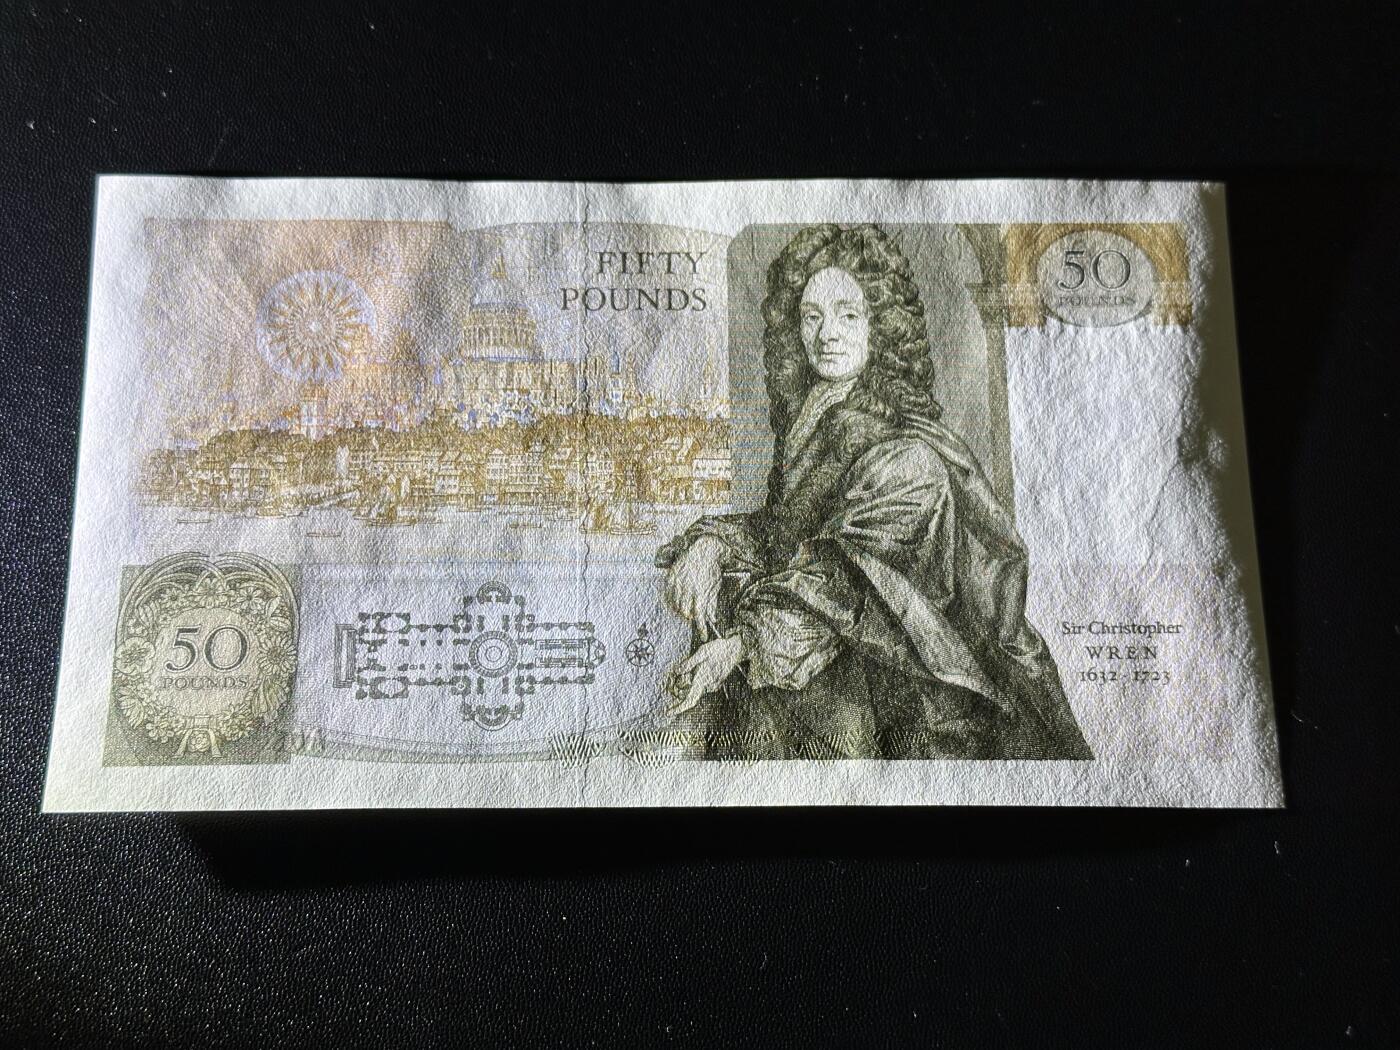 FIFTY
POUNDS
50
POUNDS
50
POUNDS
Sir Christopher
WREN
1632 · 1723